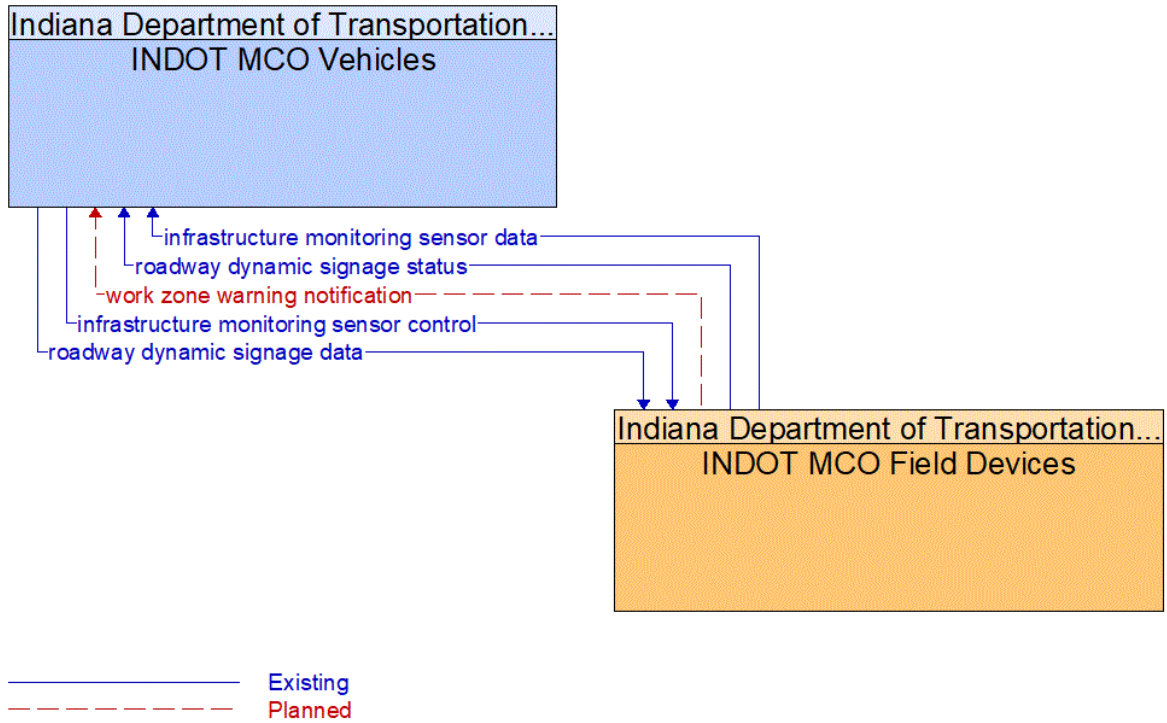 Indiana Department of Transportation...
INDOT MCO Vehicles
infrastructure monitoring sensor data
roadway dynamic signage status
work zone warning notification
infrastructure monitoring sensor control
roadway dynamic signage data
Indiana Department of Transportation...
INDOT MCO Field Devices
Existing
Planned